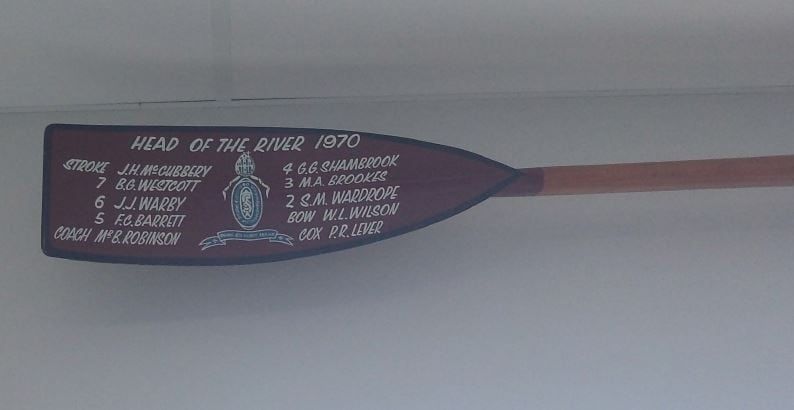 HEAD OF THE RIVER 1970
STROKE J.H. McCUBBERY
7 B.G. WESTCOTT
6 J.J. WARBY
5 F.C. BARRETT
COACH Mr B. ROBINSON
4 G.G. SHAMBROOK
3 M.A. BROOKES
2 S.M. WARDROPE
BOW W.L. WILSON
COX P.R. LEVER